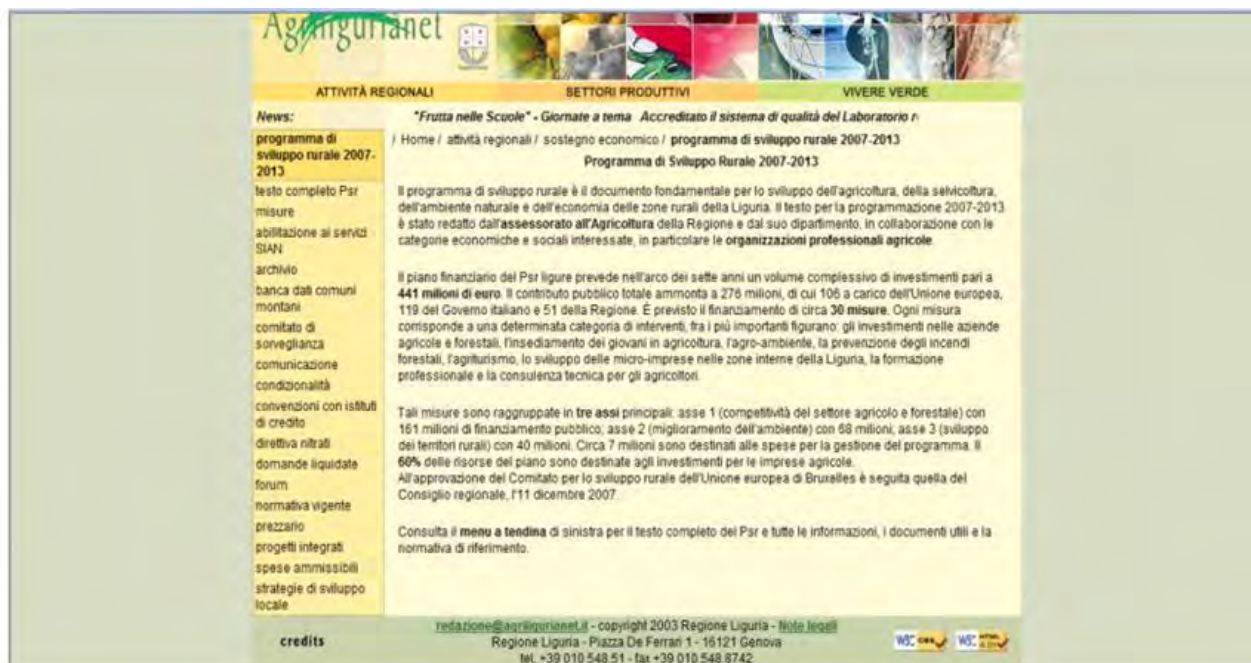 Agriligurianet
ATTIVITÀ REGIONALI
SETTORI PRODUTTIVI
VIVERE VERDE
News:
"Frutta nelle Scuole" - Giornate a tema Accreditato il sistema di qualità del Laboratorio r
programma di
sviluppo rurale 2007-
2013
testo completo Psr
misure
abilitazione ai servizi
SIAN
archivio
banca dati comuni
montani
comitato di
sorveglianza
comunicazione
condizionalità
convenzioni con istituti
di credito
direttiva nitrati
domande liquidate
forum
normativa vigente
prezzario
progetti integrati
spese ammissibili
strategie di sviluppo
locale
/ Home / attività regionali / sostegno economico / programma di sviluppo rurale 2007-2013
Programma di Sviluppo Rurale 2007-2013
Il programma di sviluppo rurale è il documento fondamentale per lo sviluppo dell'agricoltura, della selvicoltura,
dell'ambiente naturale e dell'economia delle zone rurali della Liguria. Il testo per la programmazione 2007-2013
è stato redatto dall'assessorato all'Agricoltura della Regione e dal suo dipartimento, in collaborazione con le
categorie economiche e sociali interessate, in particolare le organizzazioni professionali agricole.
Il piano finanziario del Psr ligure prevede nell'arco dei sette anni un volume complessivo di investimenti pari a
441 milioni di euro. Il contributo pubblico totale ammonta a 276 milioni, di cui 106 a carico dell'Unione europea,
119 del Governo italiano e 51 della Regione. È previsto il finanziamento di circa 30 misure. Ogni misura
corrisponde a una determinata categoria di interventi, fra i più importanti figurano: gli investimenti nelle aziende
agricole e forestali, l'insediamento dei giovani in agricoltura, l'agro-ambiente, la prevenzione degli incendi
forestali, l'agriturismo, lo sviluppo delle micro-imprese nelle zone interne della Liguria, la formazione
professionale e la consulenza tecnica per gli agricoltori.
Tali misure sono raggruppate in tre assi principali: asse 1 (competitività del settore agricolo e forestale) con
161 milioni di finanziamento pubblico; asse 2 (miglioramento dell'ambiente) con 68 milioni; asse 3 (sviluppo
dei territori rurali) con 40 milioni. Circa 7 milioni sono destinati alle spese per la gestione del programma. Il
60% delle risorse del piano sono destinate agli investimenti per le imprese agricole.
All'approvazione del Comitato per lo sviluppo rurale dell'Unione europea di Bruxelles è seguita quella del
Consiglio regionale, l'11 dicembre 2007.
Consulta il menu a tendina di sinistra per il testo completo del Psr e tutte le informazioni, i documenti utili e la
normativa di riferimento.
credits
redazione@agriligurianet.it - copyright 2003 Regione Liguria - Note legali
Regione Liguria - Piazza De Ferrari 1 - 16121 Genova
tel. +39 010 548.51 - fax +39 010 548.8742
W3C CSS
W3C HTML